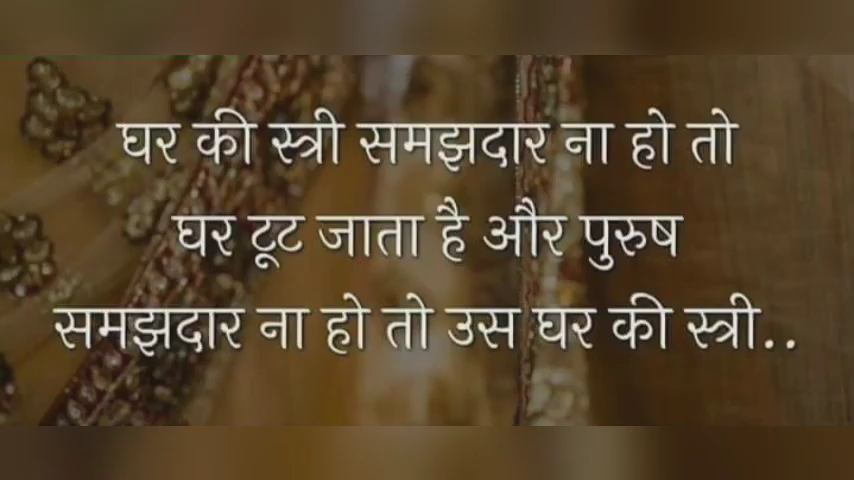 घर की स्त्री समझदार ना हो तो
घर टूट जाता है और पुरुष
समझदार ना हो तो उस घर की स्त्री..